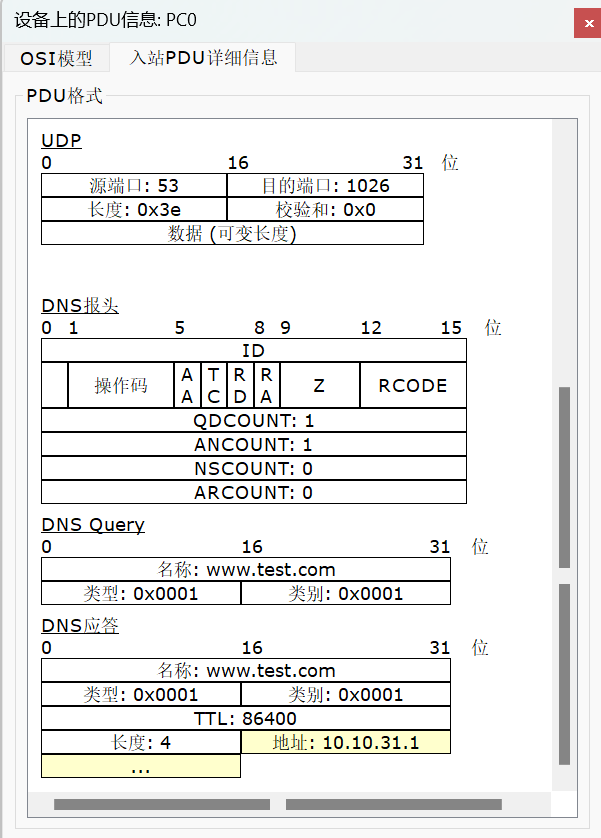 设备上的PDU信息: PC0
OSI模型 入站PDU详细信息
PDU格式
UDP
0 16 31 位
源端口: 53 目的端口: 1026
长度: 0x3e 校验和: 0x0
数据 (可变长度)
DNS报头
0 1 5 8 9 12 15 位
ID
操作码 AA TC RD RA Z RCODE
QDCOUNT: 1
ANCOUNT: 1
NSCOUNT: 0
ARCOUNT: 0
DNS Query
0 16 31 位
名称: www.test.com
类型: 0x0001 类别: 0x0001
DNS应答
0 16 31 位
名称: www.test.com
类型: 0x0001 类别: 0x0001
TTL: 86400
长度: 4 地址: 10.10.31.1
...